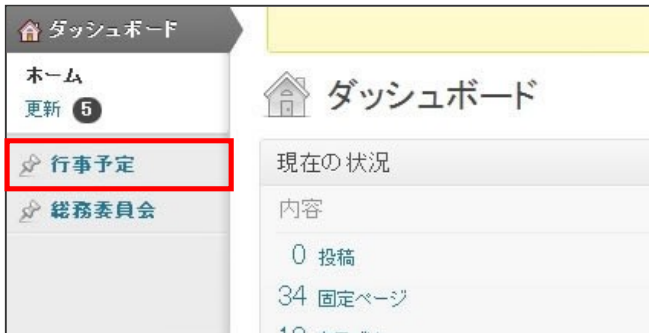 ダッシュボード
ホーム
更新 5
行事予定
総務委員会
ダッシュボード
現在の状況
内容
0 投稿
34 固定ページ